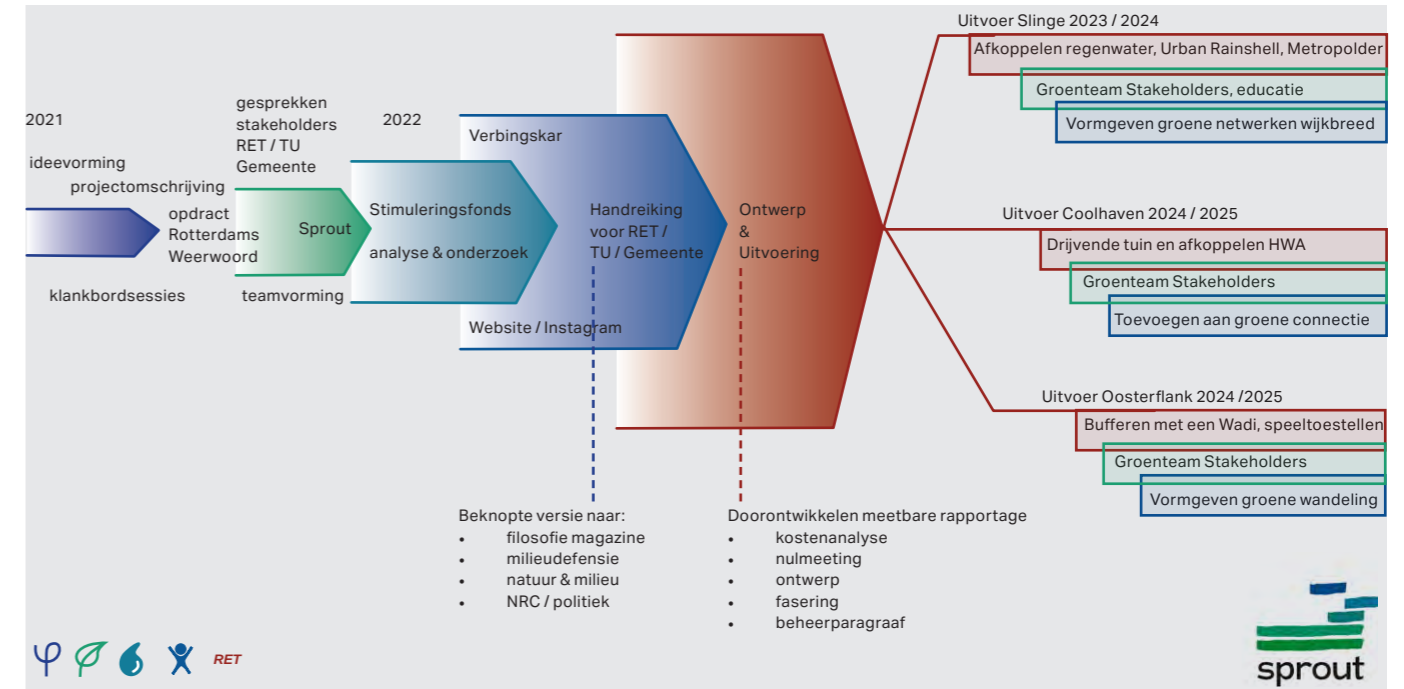 2021
ideevorming
projectomschrijving
opdract
Rotterdams
Weerwoord
klankbordsessies
gesprekken
stakeholders
RET / TU
Gemeente
Sprout
teamvorming
2022
Stimuleringsfonds
analyse & onderzoek
Verbingskar
Website / Instagram
Handreiking
voor RET /
TU / Gemeente
Ontwerp
&
Uitvoering
Uitvoer Slinge 2023 / 2024
Afkoppelen regenwater, Urban Rainshell, Metropolder
Groenteam Stakeholders, educatie
Vormgeven groene netwerken wijkbreed
Uitvoer Coolhaven 2024 / 2025
Drijvende tuin en afkoppelen HWA
Groenteam Stakeholders
Toevoegen aan groene connectie
Uitvoer Oosterflank 2024 /2025
Bufferen met een Wadi, speeltoestellen
Groenteam Stakeholders
Vormgeven groene wandeling
Beknopte versie naar:
• filosofie magazine
• milieudefensie
• natuur & milieu
• NRC / politiek
Doorontwikkelen meetbare rapportage
• kostenanalyse
• nulmeeting
• ontwerp
• fasering
• beheerparagraaf
RET
sprout